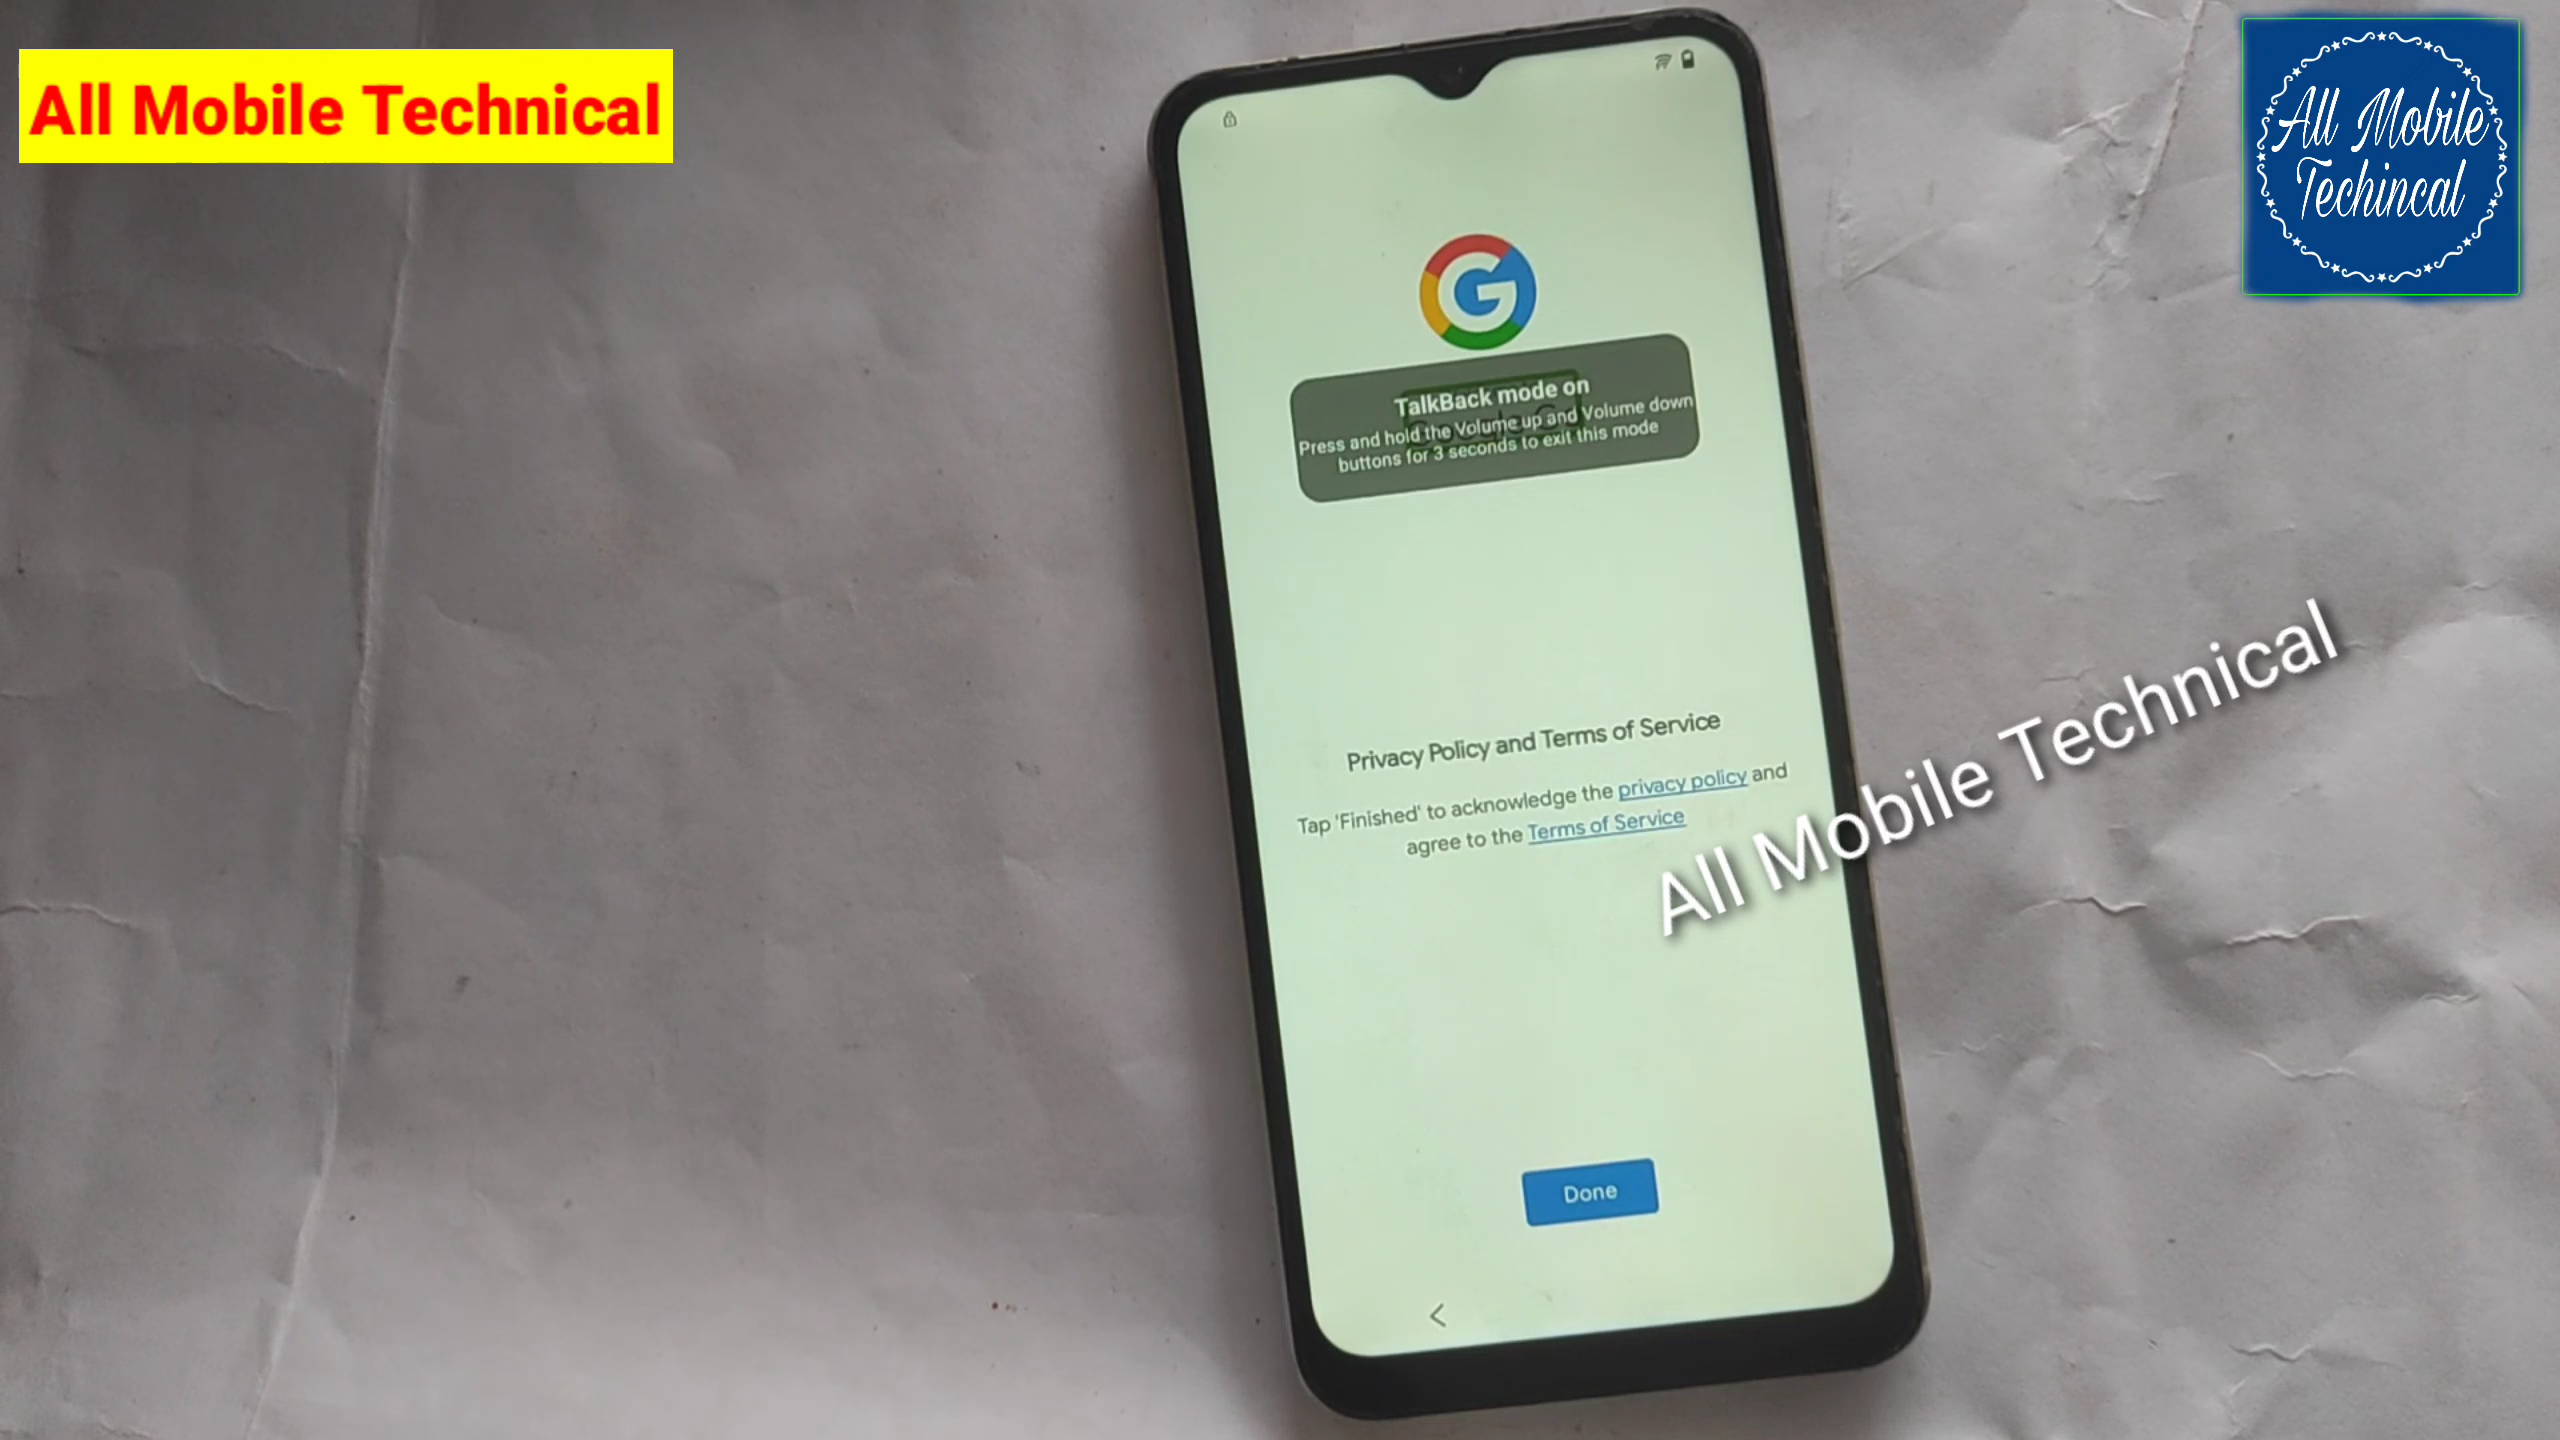 All Mobile Technical
All Mobile
Techincal
TalkBack mode on
Press and hold the Volume up and Volume down
buttons for 3 seconds to exit this mode
Privacy Policy and Terms of Service
Tap 'Finished' to acknowledge the privacy policy and
agree to the Terms of Service
All Mobile Technical
Done